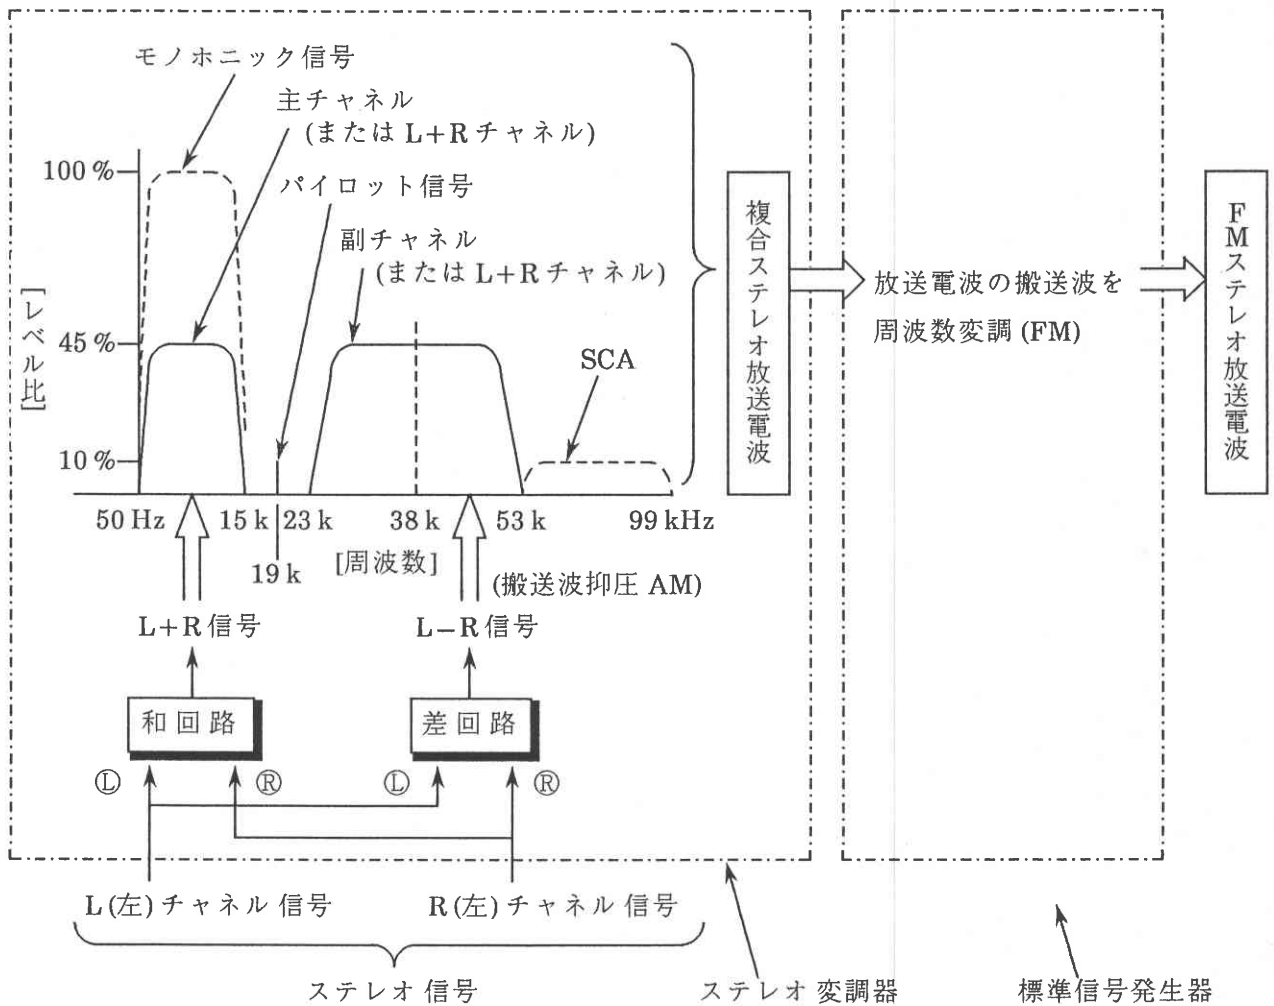 モノホニック信号
主チャネル
(または L+R チャネル)
100 %
パイロット信号
副チャネル
(または L+R チャネル)
[レベル比]
45 %
SCA
10 %
50 Hz
15 k
23 k
38 k
53 k
99 kHz
19 k
[周波数]
(搬送波抑圧 AM)
L+R 信号
L−R 信号
和回路
差回路
Ⓛ
Ⓡ
Ⓛ
Ⓡ
L(左)チャネル 信号
R(左)チャネル 信号
ステレオ 信号
複合ステレオ放送電波
放送電波の搬送波を
周波数変調 (FM)
FMステレオ放送電波
ステレオ 変調器
標準信号発生器